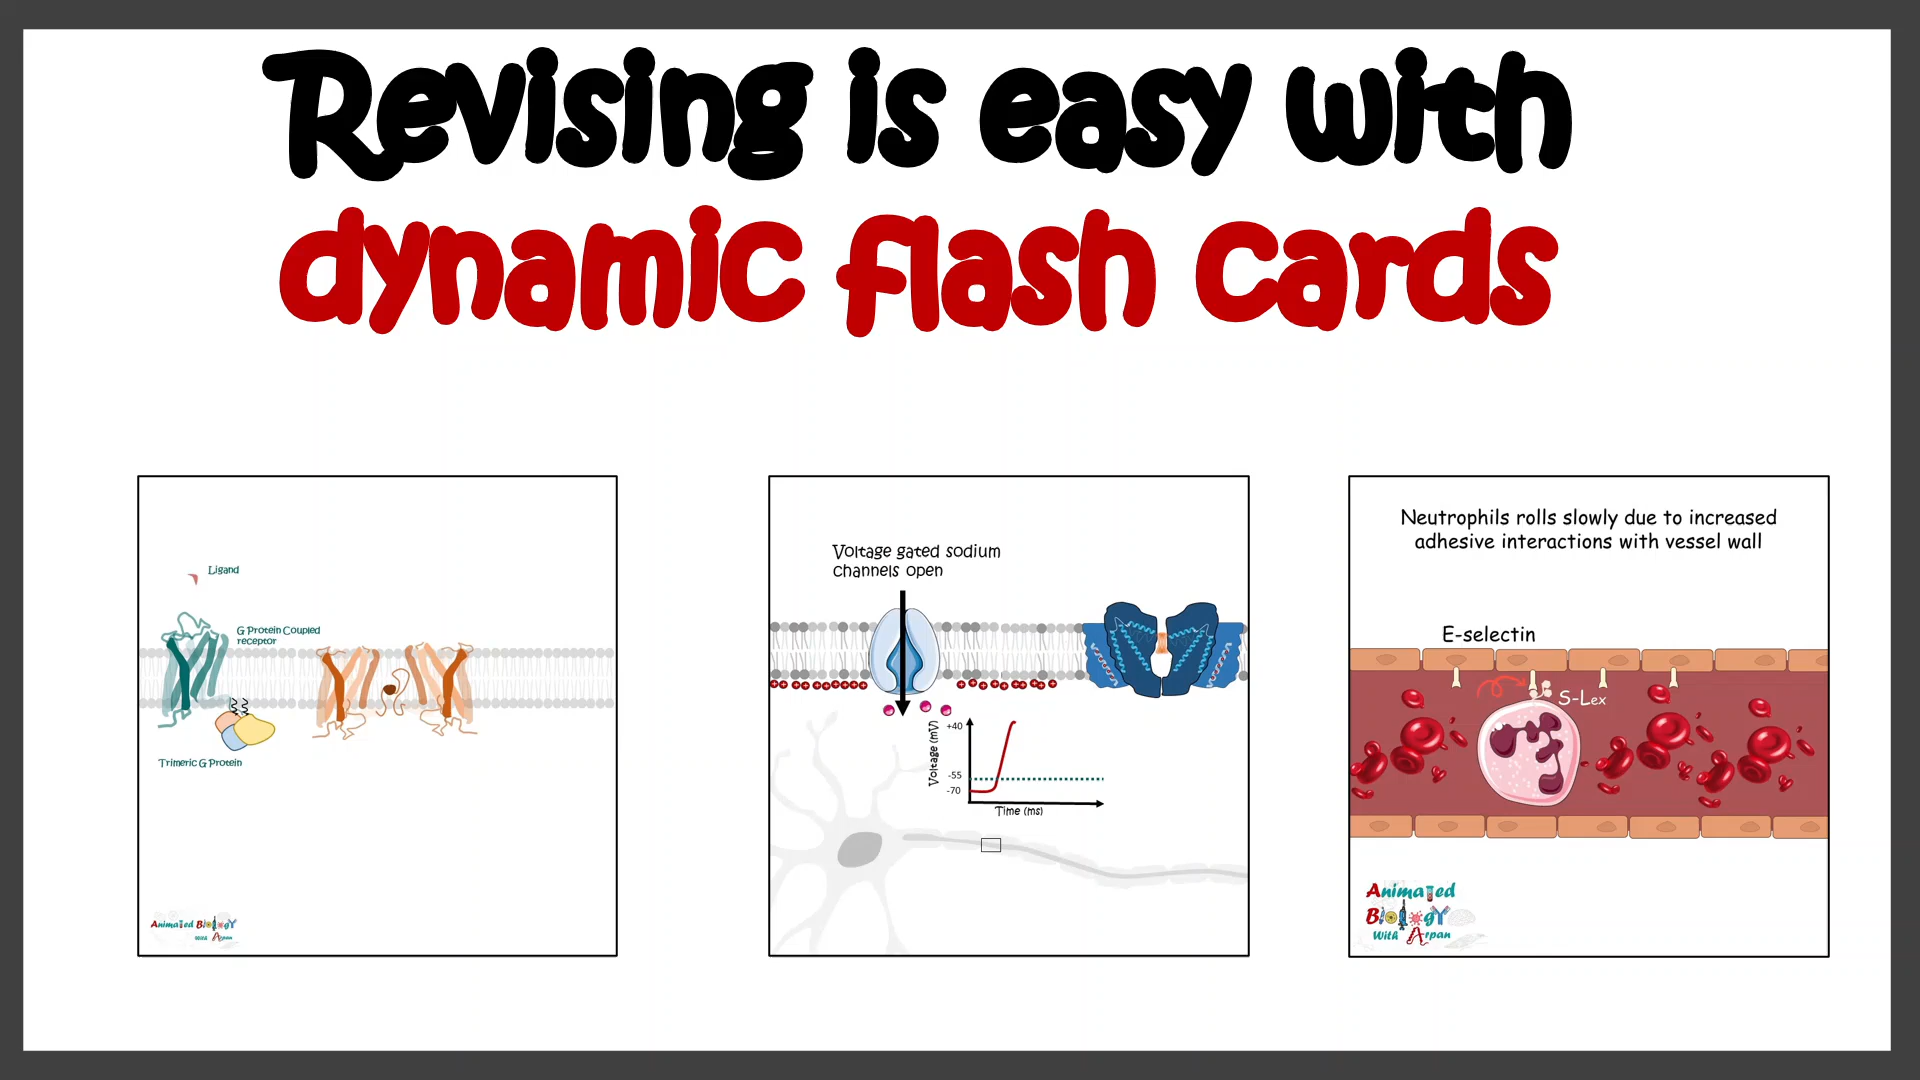 Revising is easy with
dynamic flash cards
Ligand
G Protein Coupled
receptor
Trimeric G Protein
Animated Biology
With Arpan
Voltage gated sodium
channels open
Voltage (mV)
+40
-55
-70
Time (ms)
Neutrophils rolls slowly due to increased
adhesive interactions with vessel wall
E-selectin
S-Lex
Animated
Biology
With Arpan